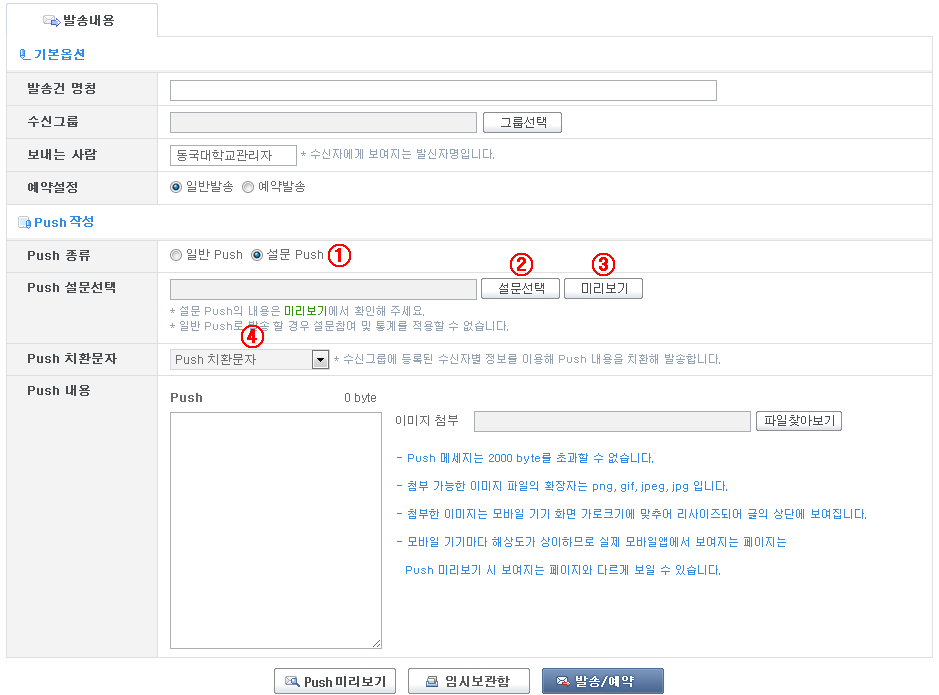 발송내용
기본옵션
발송건 명칭
수신그룹 그룹선택
보내는 사람 동국대학교관리자 * 수신자에게 보여지는 발신자명입니다.
예약설정 일반발송 예약발송
Push 작성
Push 종류 일반 Push 설문 Push ①
② ③
Push 설문선택 설문선택 미리보기
* 설문 Push의 내용은 미리보기에서 확인해 주세요.
* 일반 Push로 발송 할 경우 설문참여 및 통계를 적용할 수 없습니다.
④
Push 치환문자 Push 치환문자 * 수신그룹에 등록된 수신자별 정보를 이용해 Push 내용을 치환해 발송합니다.
Push 내용
Push 0 byte
이미지 첨부 파일찾아보기
- Push 메세지는 2000 byte를 초과할 수 없습니다.
- 첨부 가능한 이미지 파일의 확장자는 png, gif, jpeg, jpg 입니다.
- 첨부한 이미지는 모바일 기기 화면 가로크기에 맞추어 리사이즈되어 글의 상단에 보여집니다.
- 모바일 기기마다 해상도가 상이하므로 실제 모바일앱에서 보여지는 페이지는
Push 미리보기 시 보여지는 페이지와 다르게 보일 수 있습니다.
Push미리보기 임시보관함 발송/예약